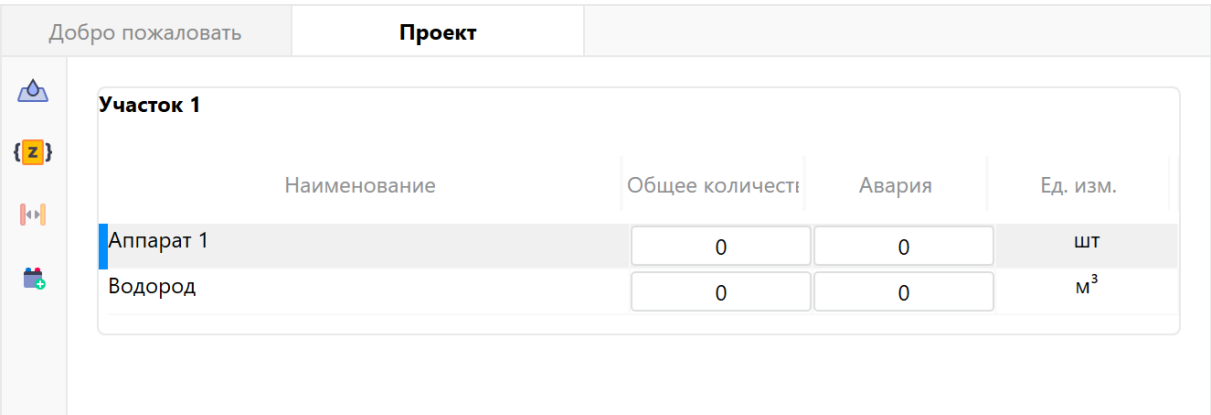 Добро пожаловать Проект
Участок 1
{z}
Наименование Общее количест Авария Ед. изм.
Аппарат 1 0 0 шт
Водород 0 0 м³